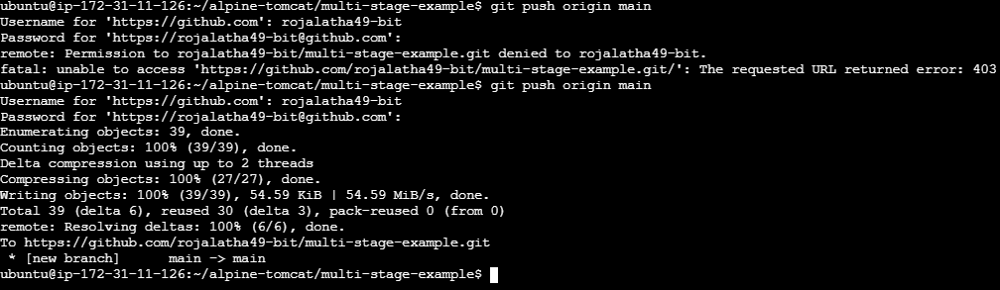 ubuntu@ip-172-31-11-126:~/alpine-tomcat/multi-stage-example$ git push origin main
Username for 'https://github.com': rojalatha49-bit
Password for 'https://rojalatha49-bit@github.com':
remote: Permission to rojalatha49-bit/multi-stage-example.git denied to rojalatha49-bit.
fatal: unable to access 'https://github.com/rojalatha49-bit/multi-stage-example.git/': The requested URL returned error: 403
ubuntu@ip-172-31-11-126:~/alpine-tomcat/multi-stage-example$ git push origin main
Username for 'https://github.com': rojalatha49-bit
Password for 'https://rojalatha49-bit@github.com':
Enumerating objects: 39, done.
Counting objects: 100% (39/39), done.
Delta compression using up to 2 threads
Compressing objects: 100% (27/27), done.
Writing objects: 100% (39/39), 54.59 KiB | 54.59 MiB/s, done.
Total 39 (delta 6), reused 30 (delta 3), pack-reused 0 (from 0)
remote: Resolving deltas: 100% (6/6), done.
To https://github.com/rojalatha49-bit/multi-stage-example.git
 * [new branch]      main -> main
ubuntu@ip-172-31-11-126:~/alpine-tomcat/multi-stage-example$